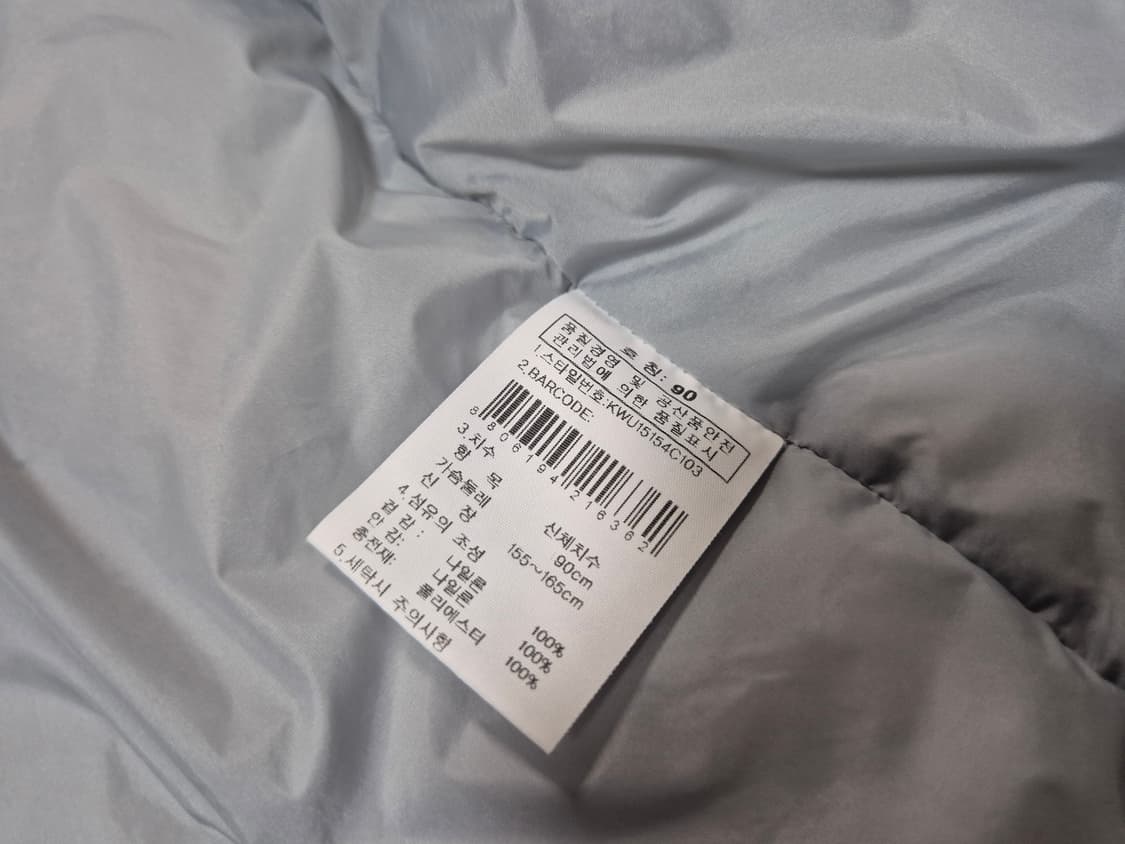 호 칭: 90
품질경영 및 공산품안전
관리법에 의한 품질표시
1.스타일번호:KWU15154C103
2.BARCODE:
8806194216362
3.치수
항 목 신체치수
가슴둘레 90cm
신 장 155~165cm
4.섬유의 조성
겉 감: 나일론 100%
안 감: 나일론 100%
충전재: 폴리에스터 100%
5.세탁시 주의사항